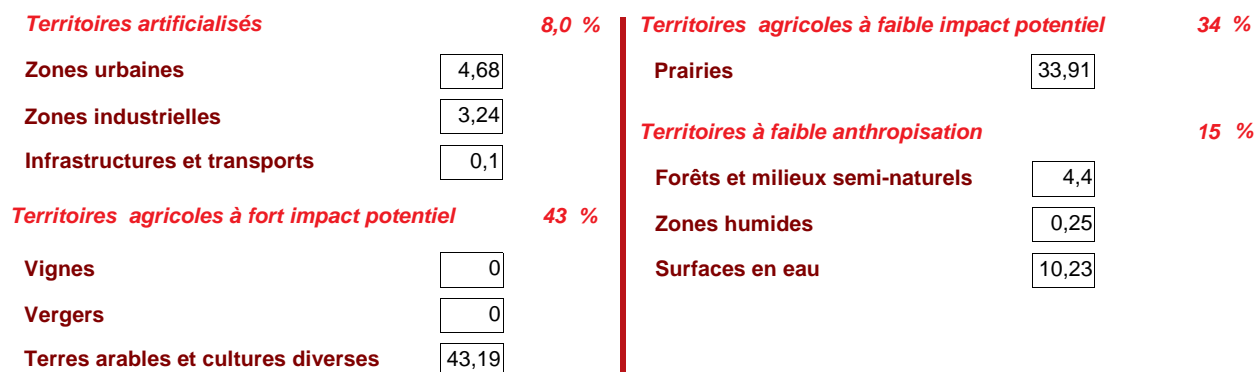 Territoires artificialisés 8,0 %
Zones urbaines 4,68
Zones industrielles 3,24
Infrastructures et transports 0,1
Territoires agricoles à fort impact potentiel 43 %
Vignes 0
Vergers 0
Terres arables et cultures diverses 43,19
Territoires agricoles à faible impact potentiel 34 %
Prairies 33,91
Territoires à faible anthropisation 15 %
Forêts et milieux semi-naturels 4,4
Zones humides 0,25
Surfaces en eau 10,23